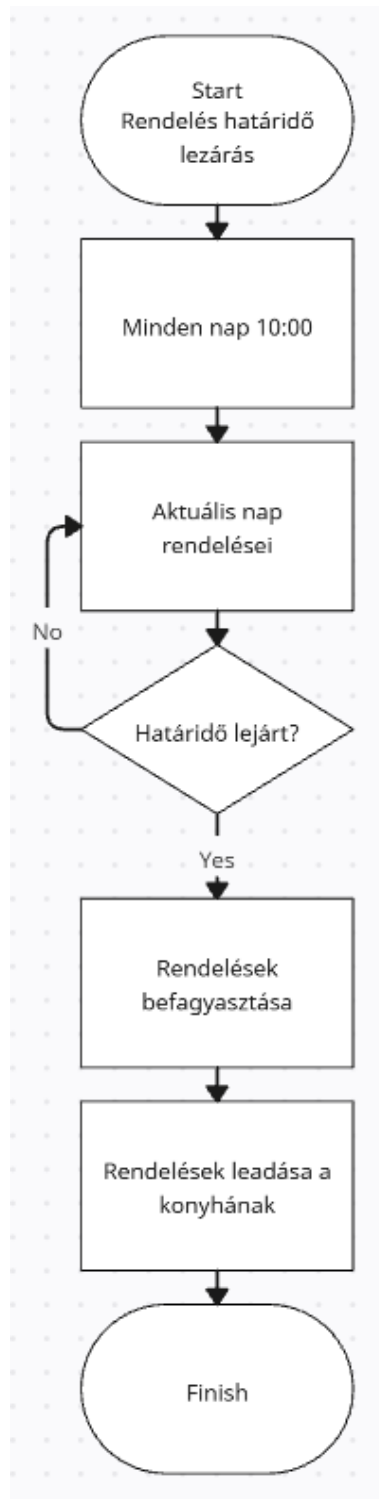 Start
Rendelés határidő
lezárás
Minden nap 10:00
Aktuális nap
rendelései
No
Határidő lejárt?
Yes
Rendelések
befagyasztása
Rendelések leadása a
konyhának
Finish